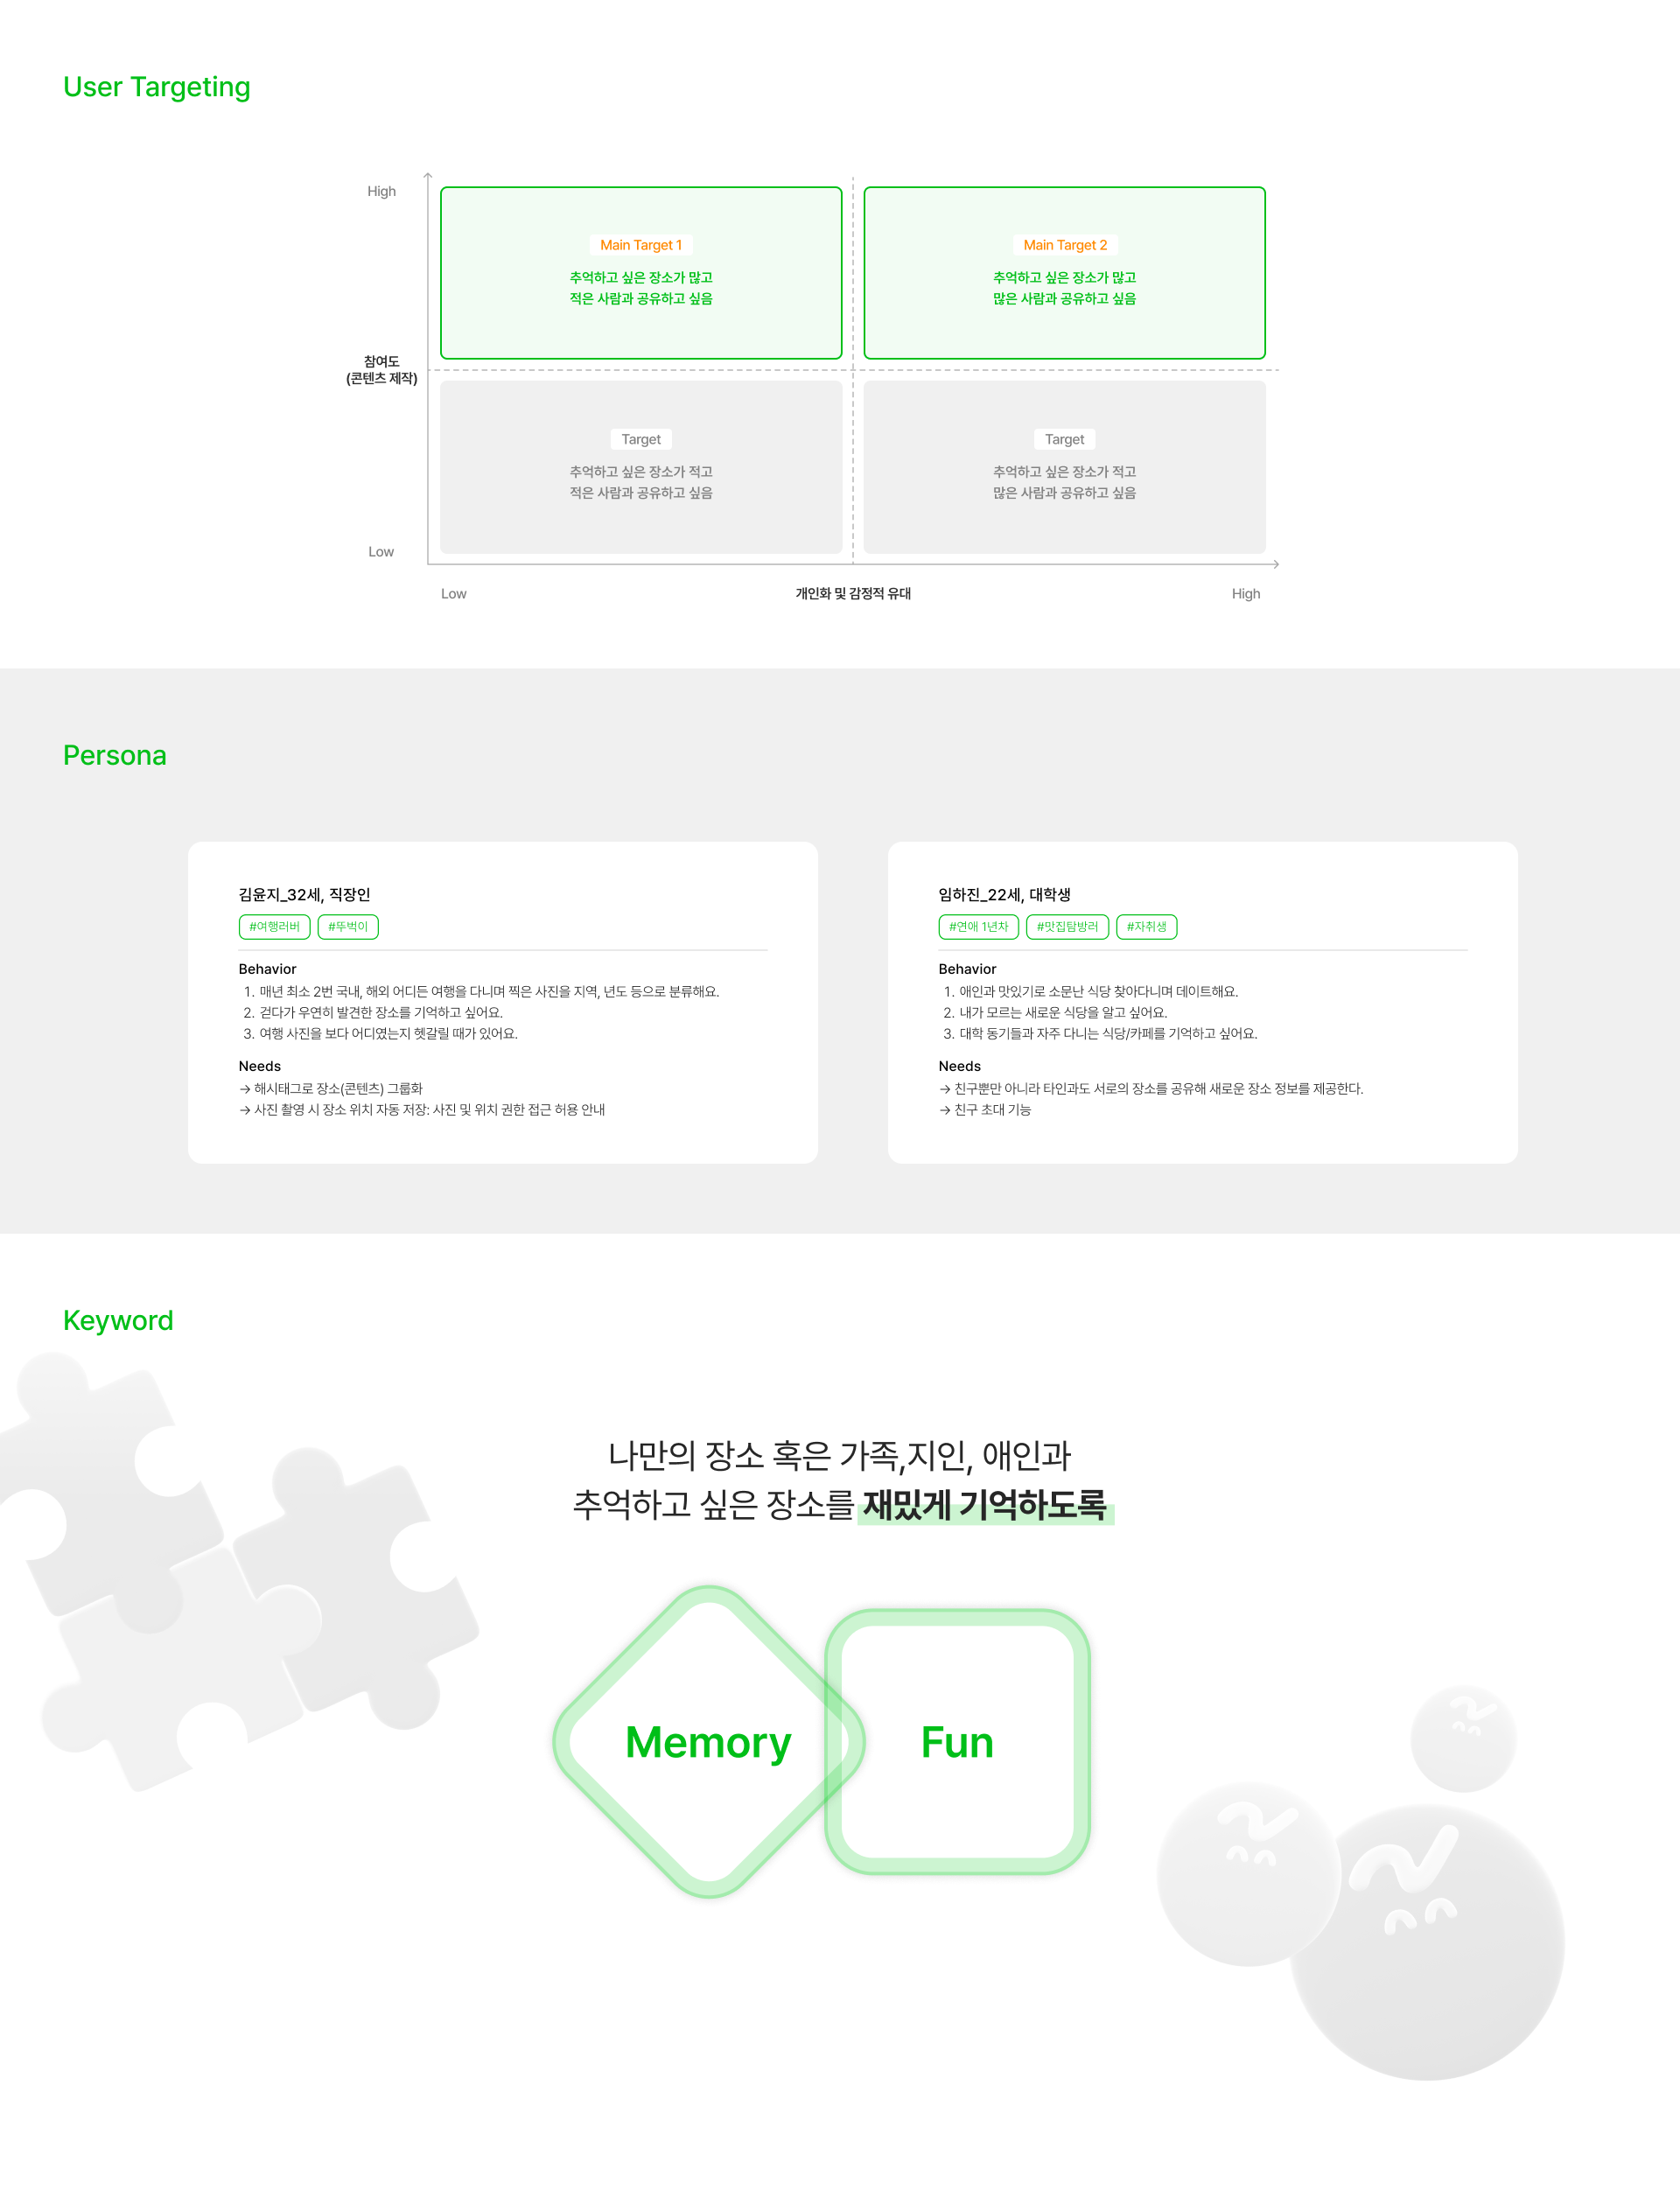 User Targeting
High
Main Target 1
추억하고 싶은 장소가 많고
적은 사람과 공유하고 싶음
Main Target 2
추억하고 싶은 장소가 많고
많은 사람과 공유하고 싶음
참여도
(콘텐츠 제작)
Target
추억하고 싶은 장소가 적고
적은 사람과 공유하고 싶음
Target
추억하고 싶은 장소가 적고
많은 사람과 공유하고 싶음
Low
Low
개인화 및 감정적 유대
High
Persona
김윤지_32세, 직장인
#여행러버 #뚜벅이
Behavior
1. 매년 최소 2번 국내, 해외 어디든 여행을 다니며 찍은 사진을 지역, 년도 등으로 분류해요.
2. 걷다가 우연히 발견한 장소를 기억하고 싶어요.
3. 여행 사진을 보다 어디였는지 헷갈릴 때가 있어요.
Needs
→ 해시태그로 장소(콘텐츠) 그룹화
→ 사진 촬영 시 장소 위치 자동 저장: 사진 및 위치 권한 접근 허용 안내
임하진_22세, 대학생
#연애 1년차 #맛집탐방러 #자취생
Behavior
1. 애인과 맛있기로 소문난 식당 찾아다니며 데이트해요.
2. 내가 모르는 새로운 식당을 알고 싶어요.
3. 대학 동기들과 자주 다니는 식당/카페를 기억하고 싶어요.
Needs
→ 친구뿐만 아니라 타인과도 서로의 장소를 공유해 새로운 장소 정보를 제공한다.
→ 친구 초대 기능
Keyword
나만의 장소 혹은 가족,지인, 애인과
추억하고 싶은 장소를 재밌게 기억하도록
Memory
Fun